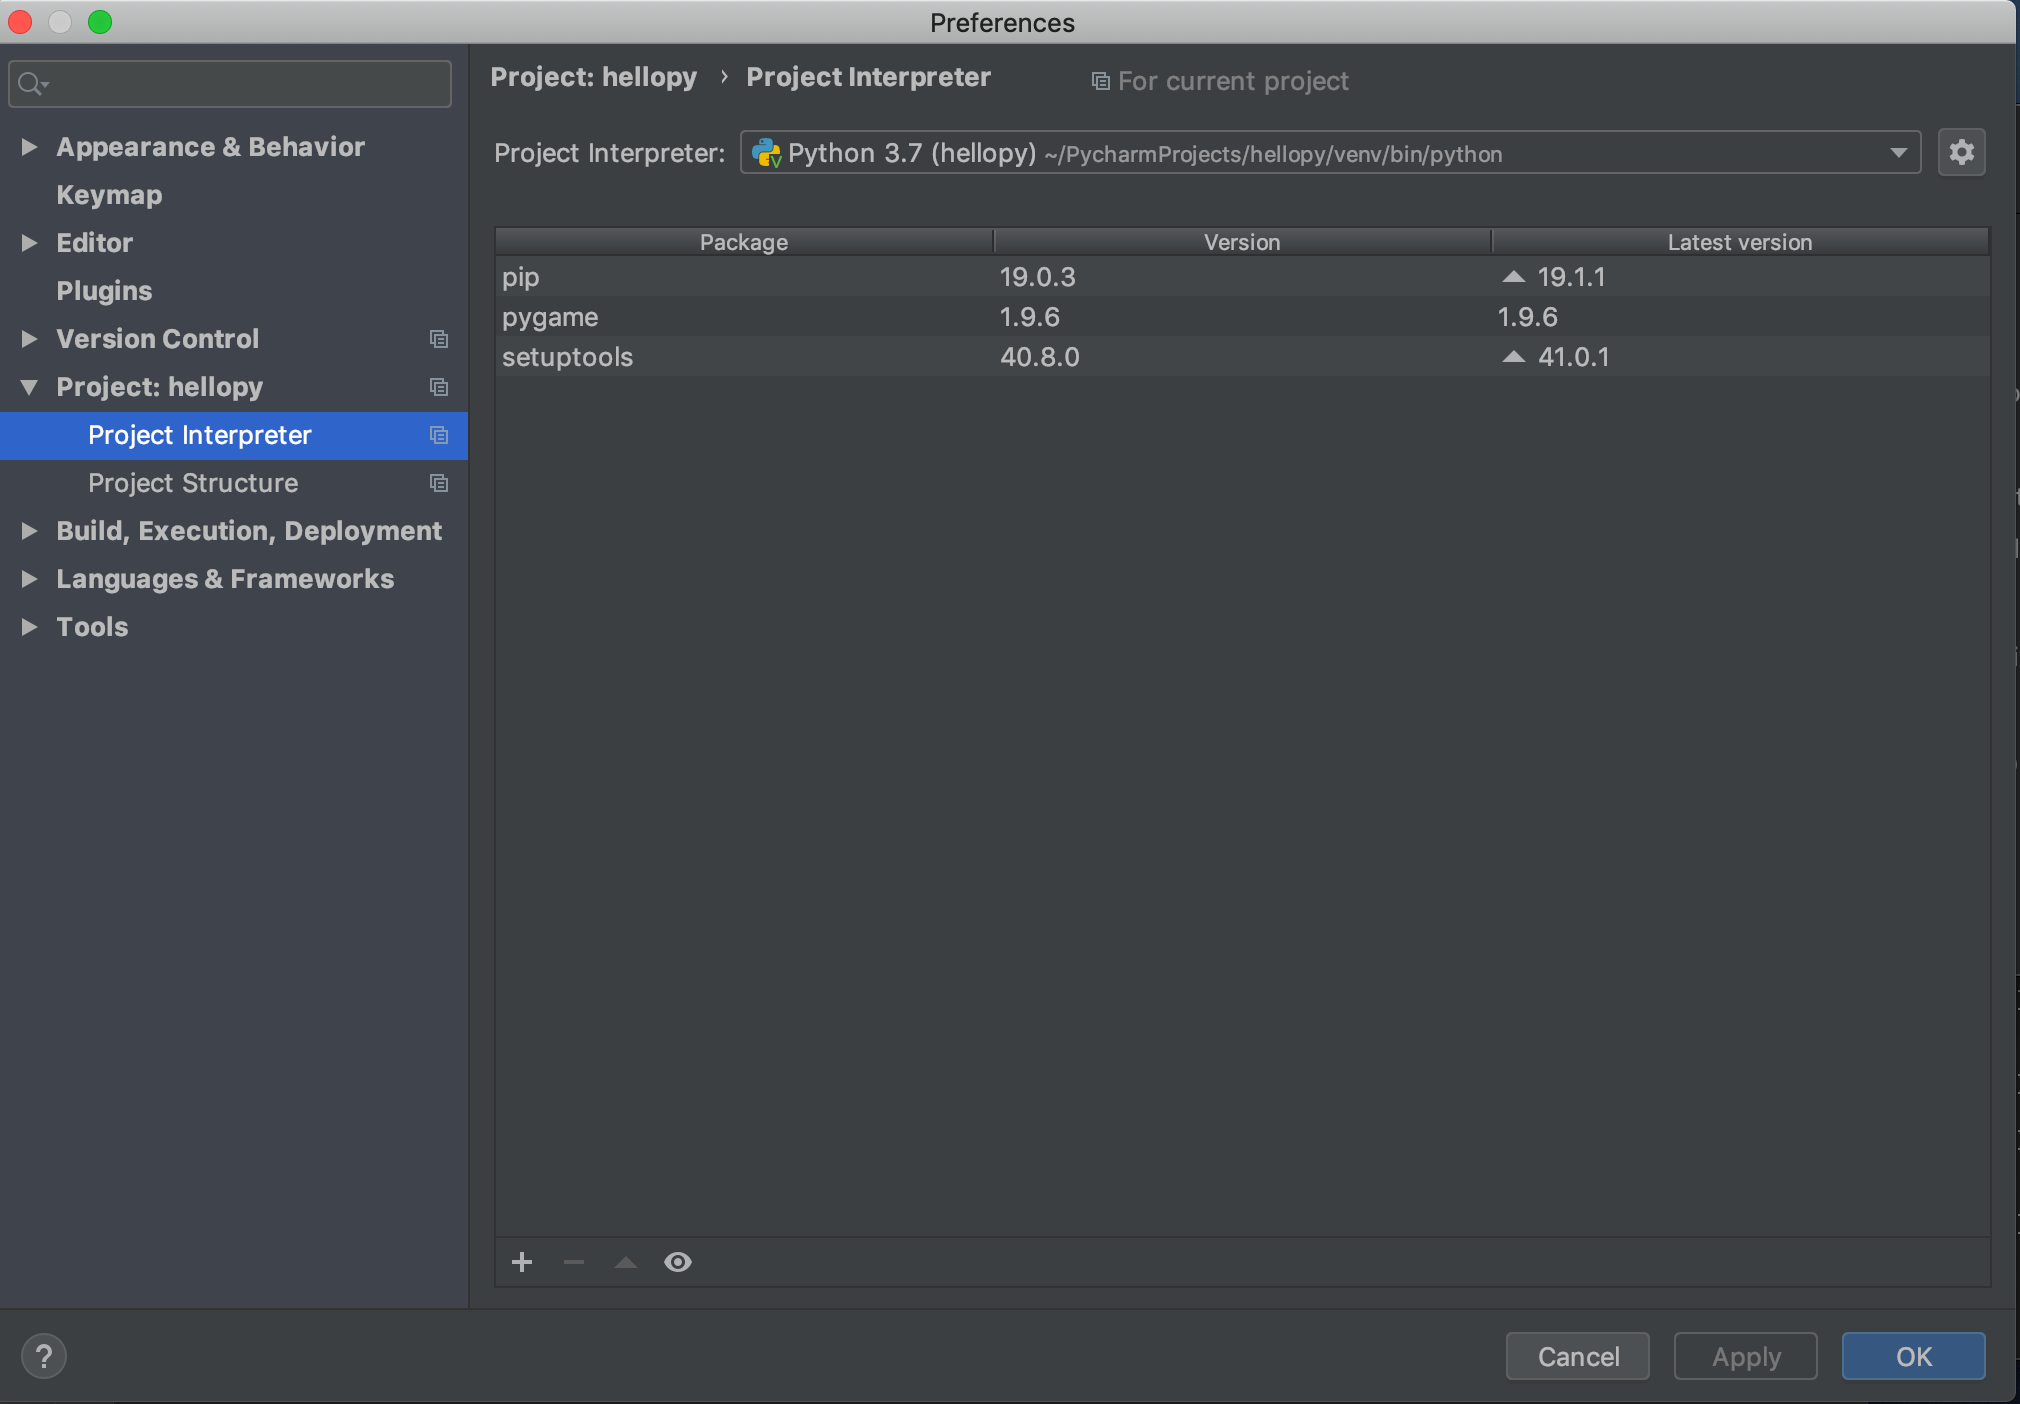 Preferences
Project: hellopy › Project Interpreter For current project
Appearance & Behavior
Keymap
Editor
Plugins
Version Control
Project: hellopy
Project Interpreter
Project Structure
Build, Execution, Deployment
Languages & Frameworks
Tools
Project Interpreter: Python 3.7 (hellopy) ~/PycharmProjects/hellopy/venv/bin/python
Package Version Latest version
pip 19.0.3 19.1.1
pygame 1.9.6 1.9.6
setuptools 40.8.0 41.0.1
? Cancel Apply OK